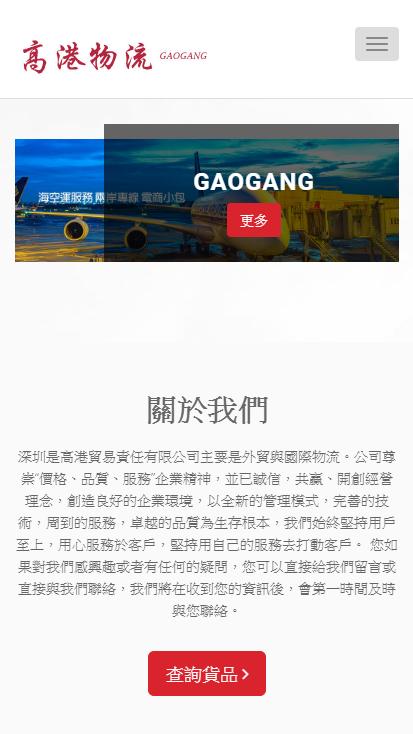 高港物流 GAOGANG
GAOGANG
海空運服務 兩岸專線 電商小包
更多
關於我們
深圳是高港貿易責任有限公司主要是外貿與國際物流。公司尊
崇“價格、品質、服務”企業精神，並已誠信，共贏、開創經營
理念，創造良好的企業環境，以全新的管理模式，完善的技
術，周到的服務，卓越的品質為生存根本，我們始終堅持用戶
至上，用心服務於客戶，堅持用自己的服務去打動客戶。 您如
果對我們感興趣或者有任何的疑問，您可以直接給我們留言或
直接與我們聯絡，我們將在收到您的資訊後，會第一時間及時
與您聯絡。
查詢貨品